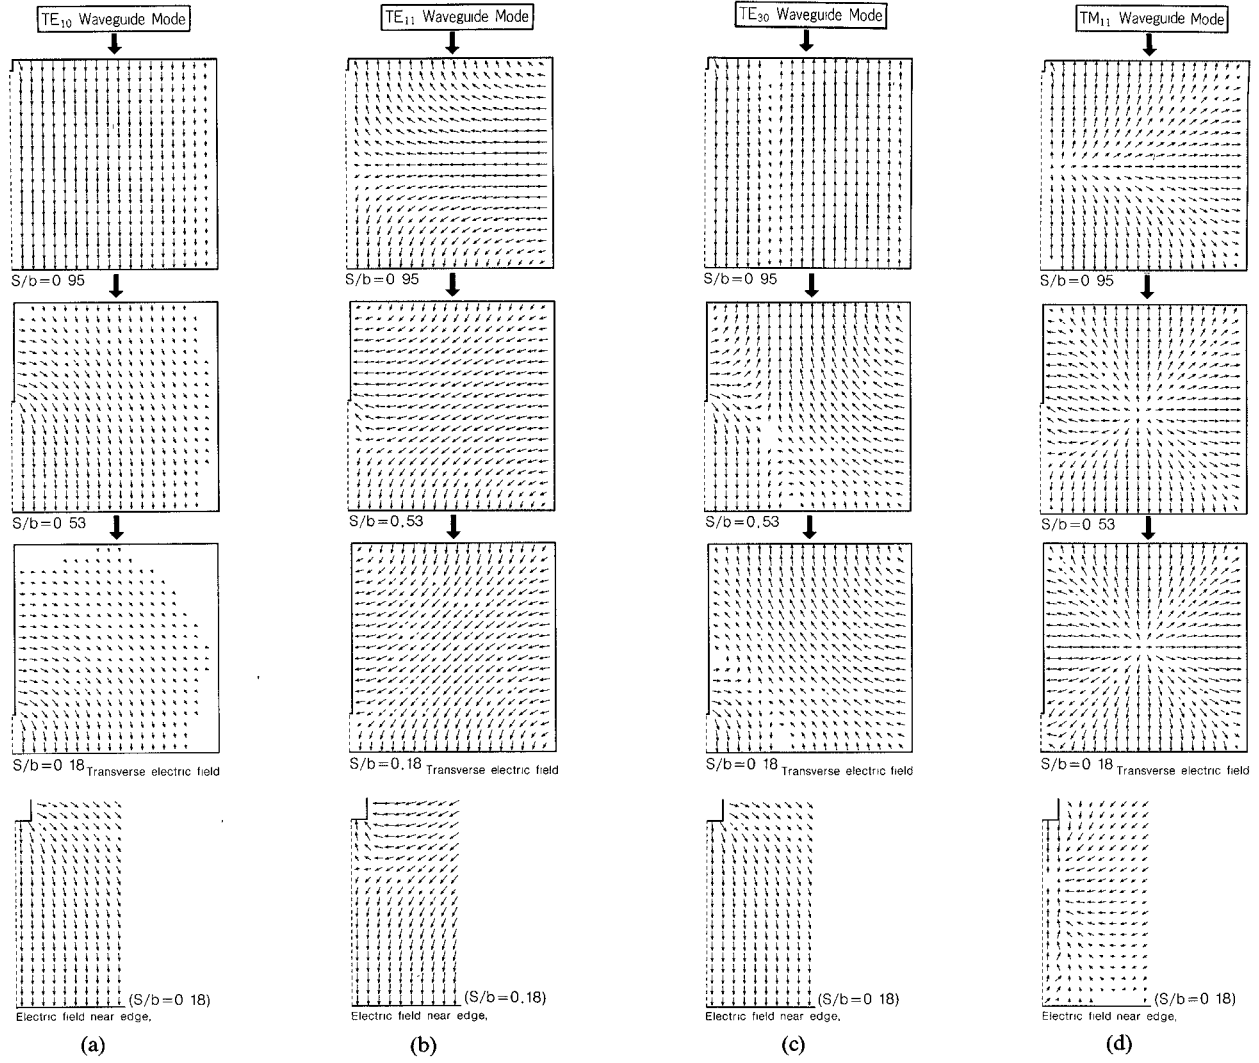 TE10 Waveguide Mode
TE11 Waveguide Mode
TE30 Waveguide Mode
TM11 Waveguide Mode
S/b=0 95
S/b=0 95
S/b=0 95
S/b=0 95
S/b=0 53
S/b=0.53
S/b=0.53
S/b=0 53
S/b=0 18 Transverse electric field
S/b=0.18 Transverse electric field
S/b=0 18 Transverse electric field
S/b=0 18 Transverse electric field
(S/b=0 18)
(S/b=0.18)
(S/b=0 18)
(S/b=0 18)
Electric field near edge,
Electric field near edge,
Electric field near edge,
Electric field near edge,
(a)
(b)
(c)
(d)